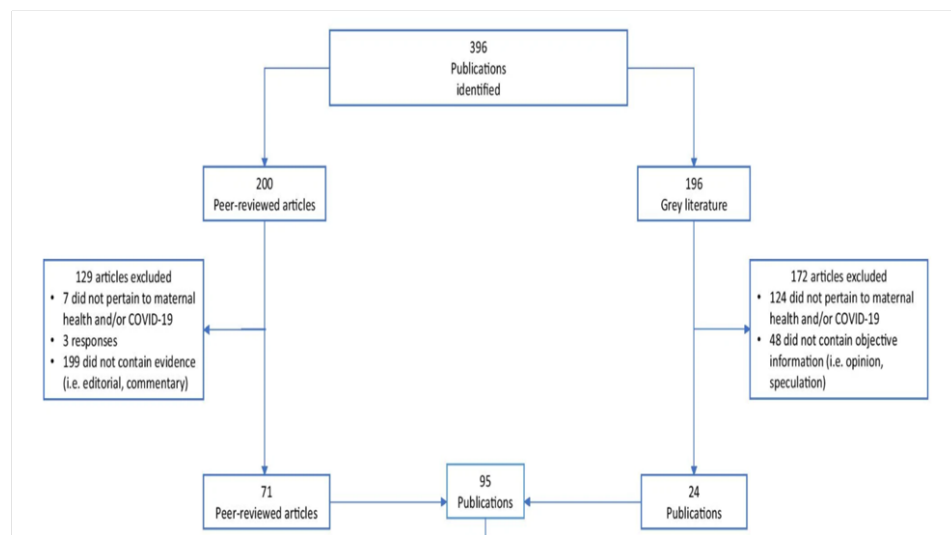 396
Publications
identified
200
Peer-reviewed articles
196
Grey literature
129 articles excluded
• 7 did not pertain to maternal
health and/or COVID-19
• 3 responses
• 199 did not contain evidence
(i.e. editorial, commentary)
172 articles excluded
• 124 did not pertain to maternal
health and/or COVID-19
• 48 did not contain objective
information (i.e. opinion,
speculation)
71
Peer-reviewed articles
95
Publications
24
Publications